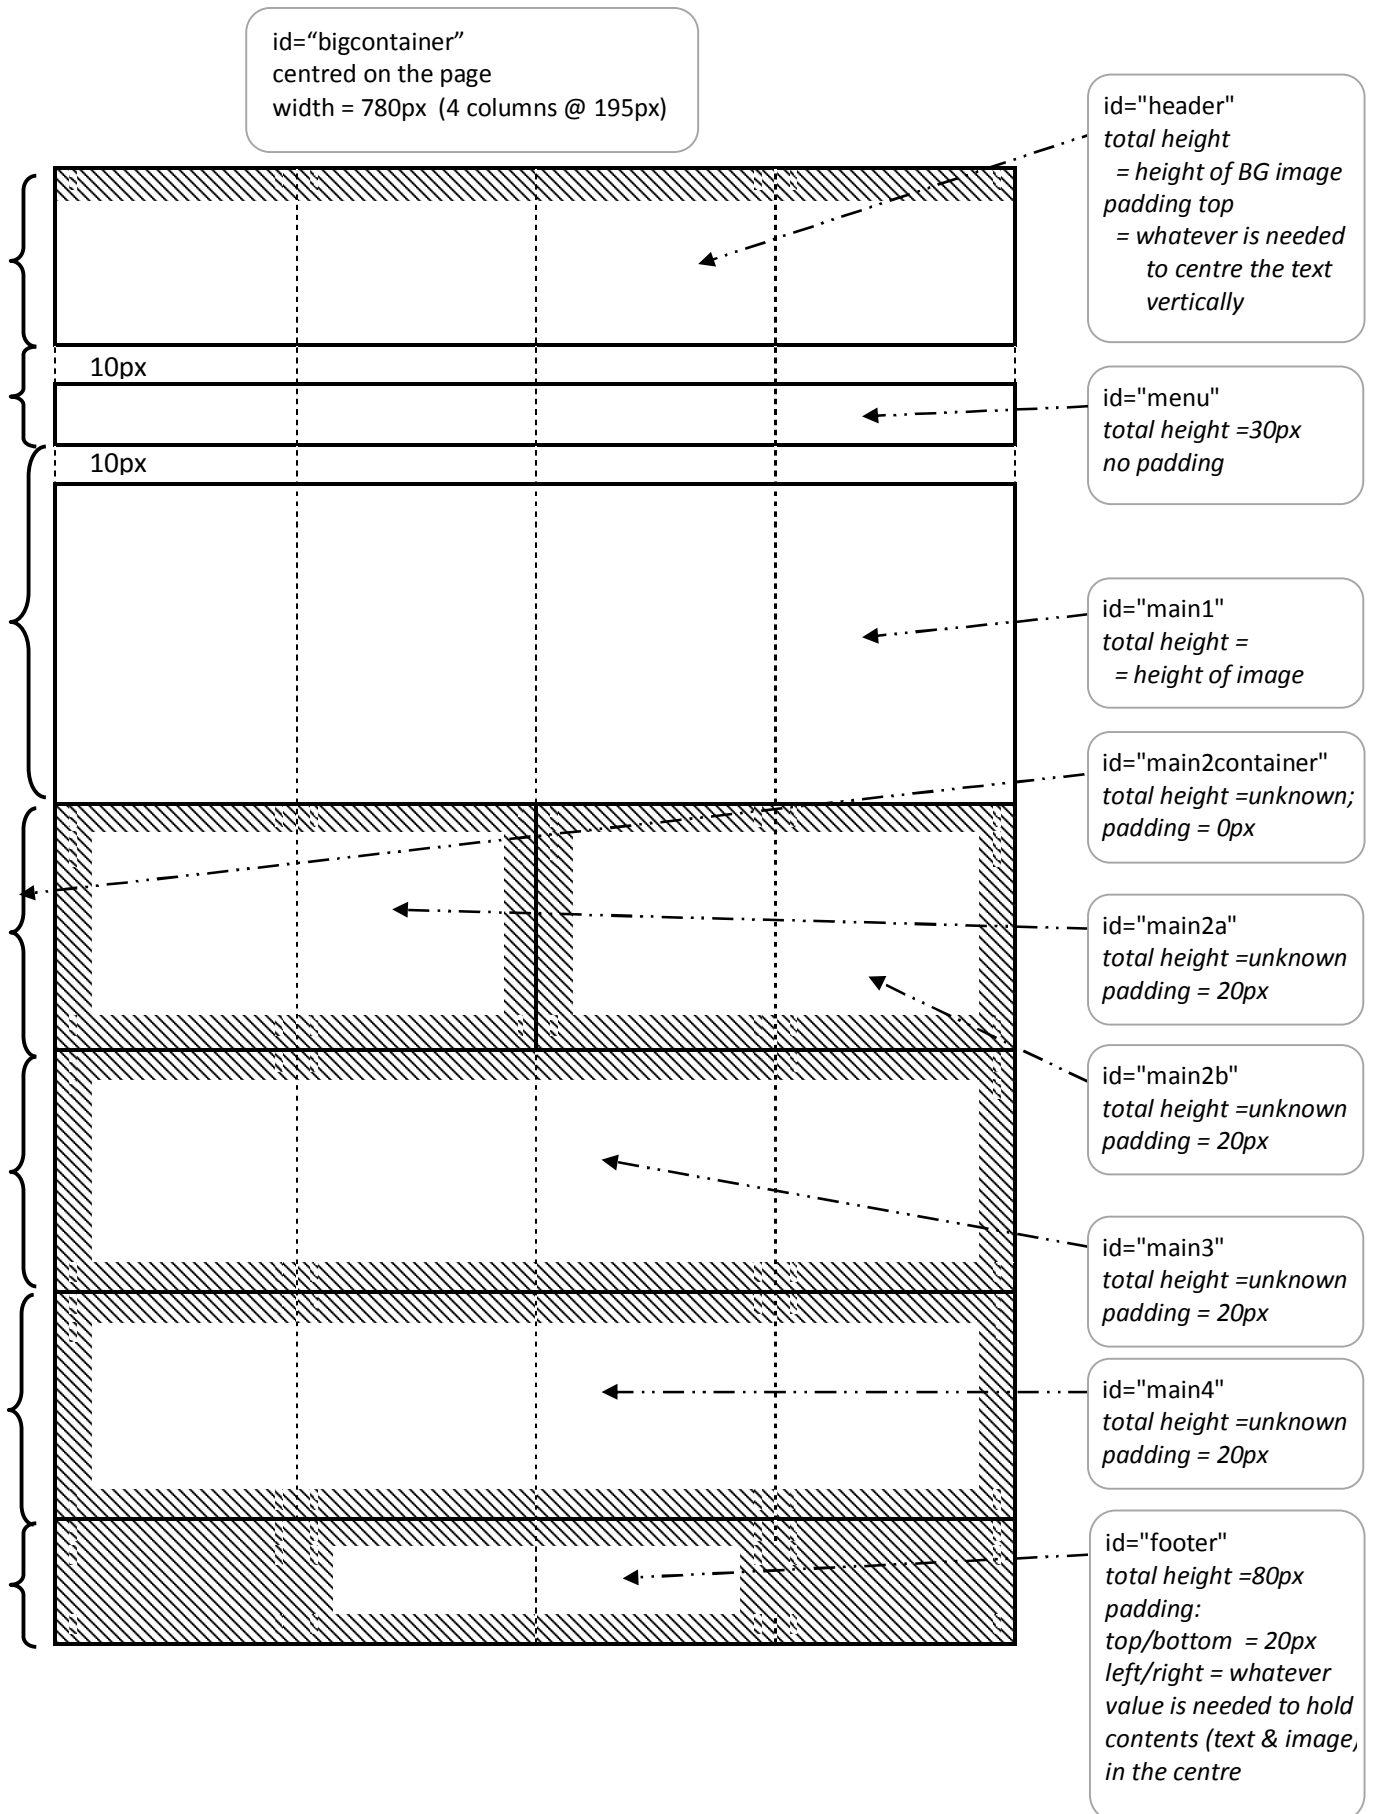 id=“bigcontainer”
centred on the page
width = 780px  (4 columns @ 195px)
id="header"
total height
= height of BG image
padding top
= whatever is needed
to centre the text
vertically
10px
id="menu"
total height =30px
no padding
10px
id="main1"
total height =
= height of image
id="main2container"
total height =unknown;
padding = 0px
id="main2a"
total height =unknown
padding = 20px
id="main2b"
total height =unknown
padding = 20px
id="main3"
total height =unknown
padding = 20px
id="main4"
total height =unknown
padding = 20px
id="footer"
total height =80px
padding:
top/bottom  = 20px
left/right = whatever
value is needed to hold
contents (text & image)
in the centre